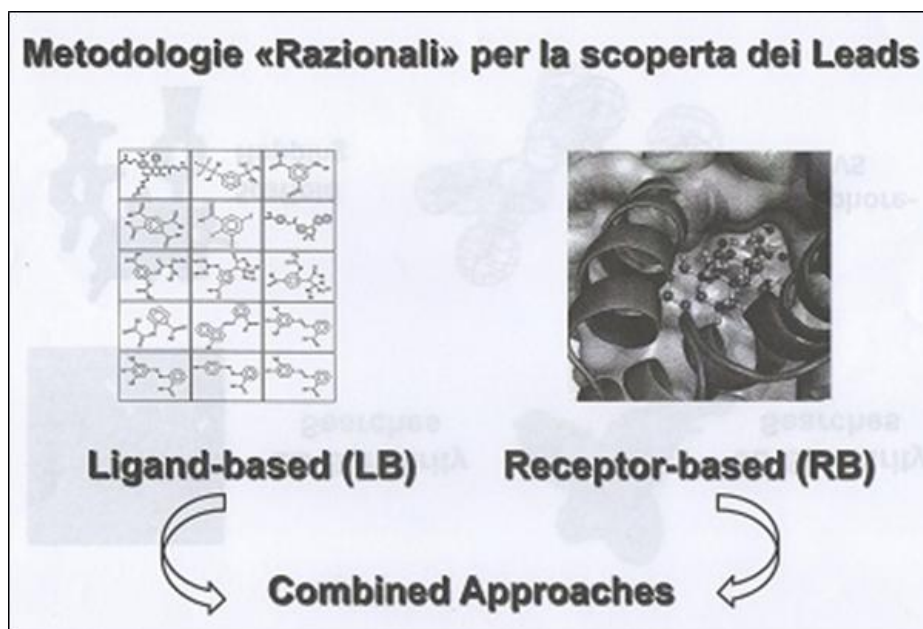 Metodologie «Razionali» per la scoperta dei Leads
Ligand-based (LB)
Receptor-based (RB)
Combined Approaches